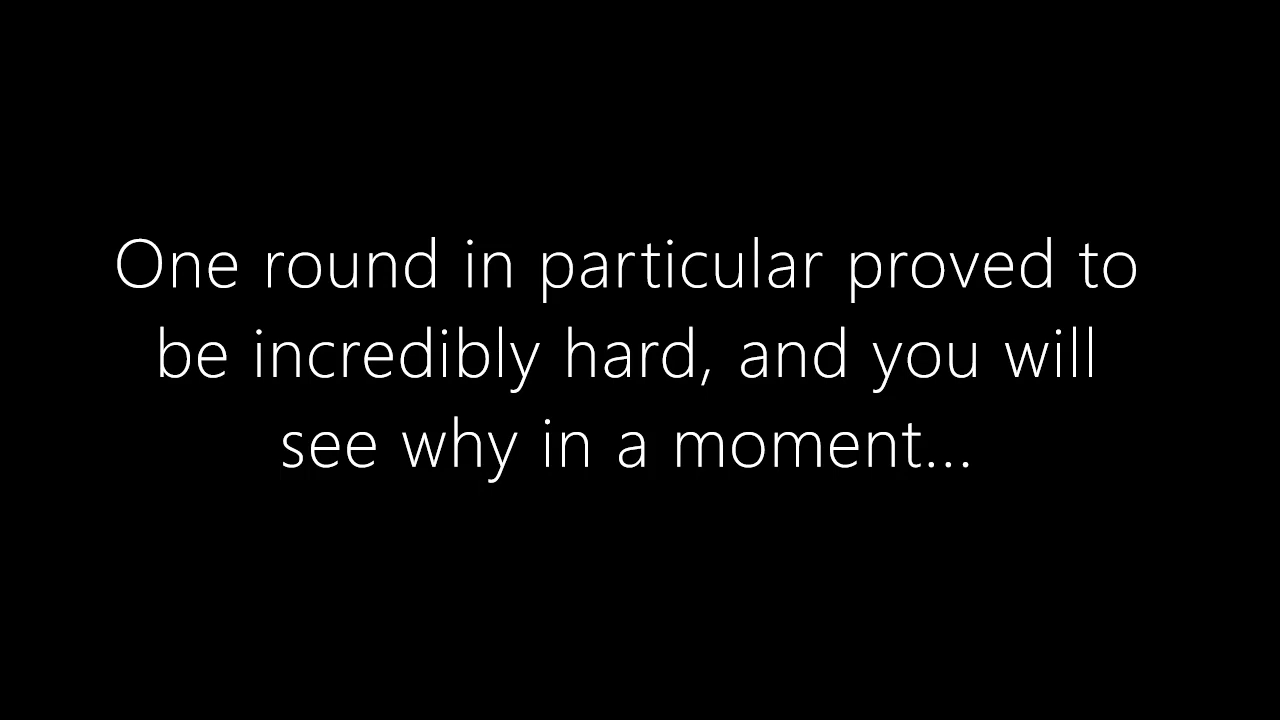 One round in particular proved to
be incredibly hard, and you will
see why in a moment...